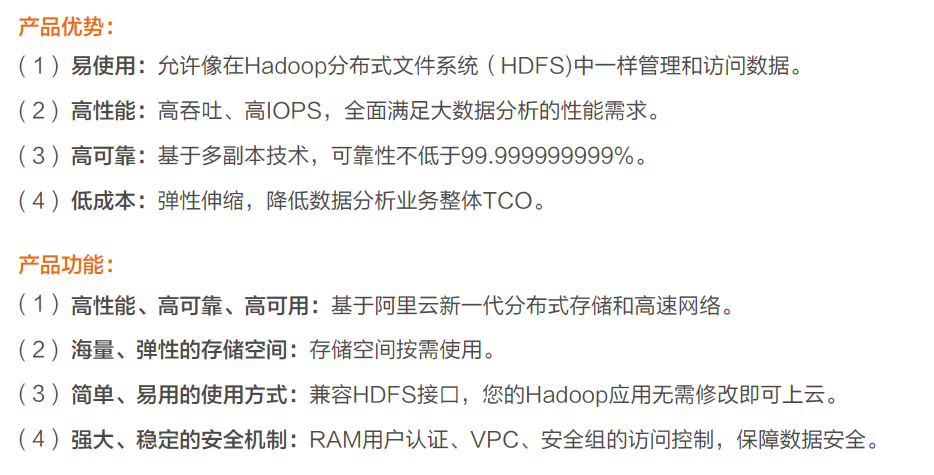 产品优势：
（1）易使用：允许像在Hadoop分布式文件系统（HDFS)中一样管理和访问数据。
（2）高性能：高吞吐、高IOPS，全面满足大数据分析的性能需求。
（3）高可靠：基于多副本技术，可靠性不低于99.999999999%。
（4）低成本：弹性伸缩，降低数据分析业务整体TCO。
产品功能：
（1）高性能、高可靠、高可用：基于阿里云新一代分布式存储和高速网络。
（2）海量、弹性的存储空间：存储空间按需使用。
（3）简单、易用的使用方式：兼容HDFS接口，您的Hadoop应用无需修改即可上云。
（4）强大、稳定的安全机制：RAM用户认证、VPC、安全组的访问控制，保障数据安全。